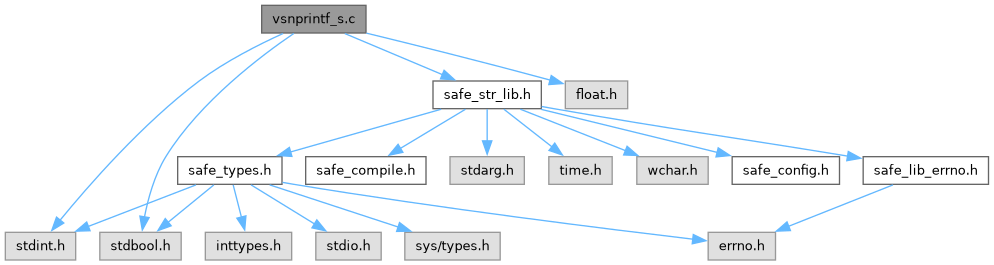 vsnprintf_s.c
safe_str_lib.h
float.h
safe_types.h
safe_compile.h
stdarg.h
time.h
wchar.h
safe_config.h
safe_lib_errno.h
stdint.h
stdbool.h
inttypes.h
stdio.h
sys/types.h
errno.h